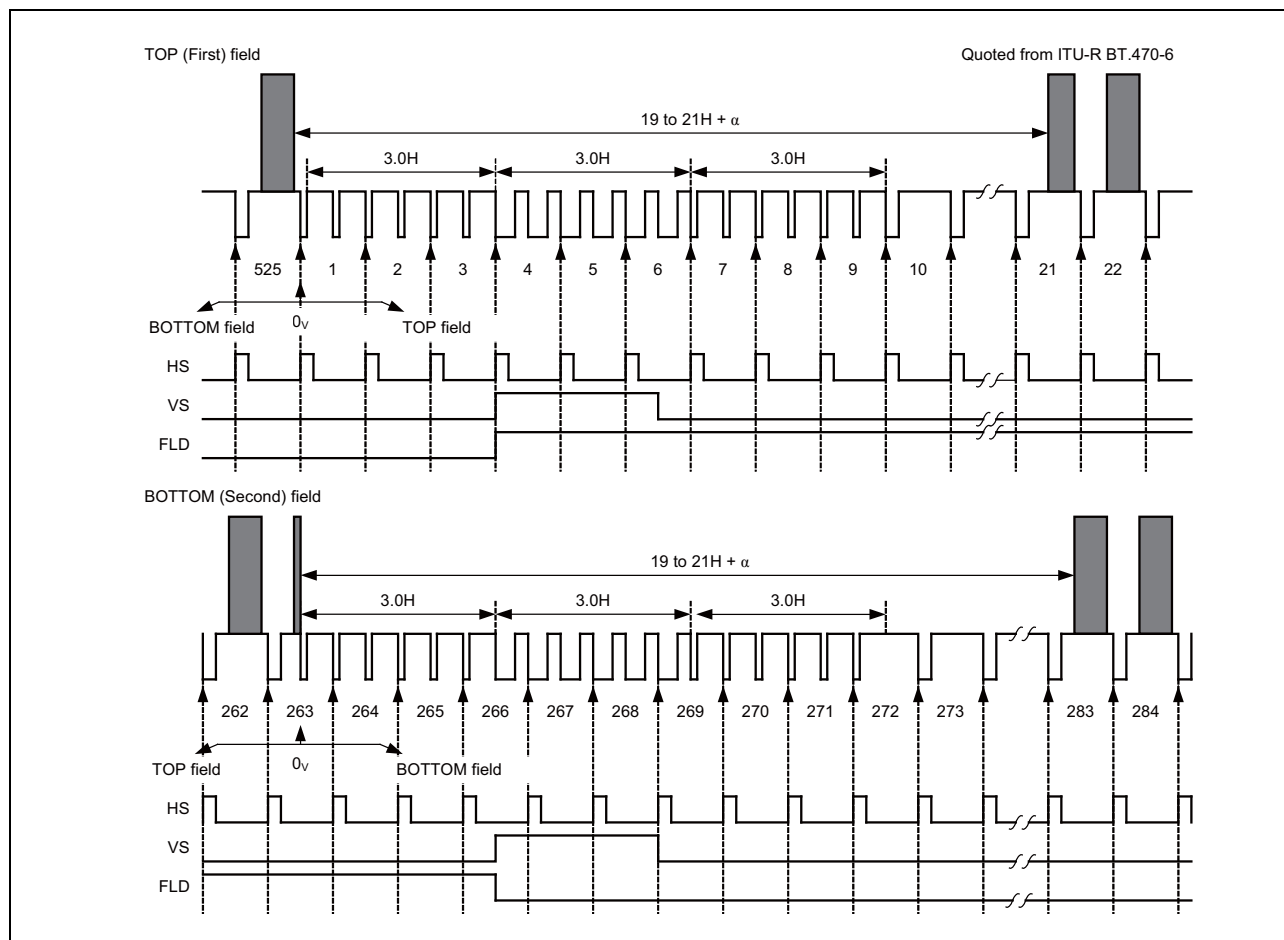 TOP (First) field
Quoted from ITU-R BT.470-6
19 to 21H + α
3.0H 3.0H 3.0H
525 1 2 3 4 5 6 7 8 9 10 21 22
BOTTOM field 0V TOP field
HS
VS
FLD
BOTTOM (Second) field
19 to 21H + α
3.0H 3.0H 3.0H
262 263 264 265 266 267 268 269 270 271 272 273 283 284
TOP field 0V BOTTOM field
HS
VS
FLD